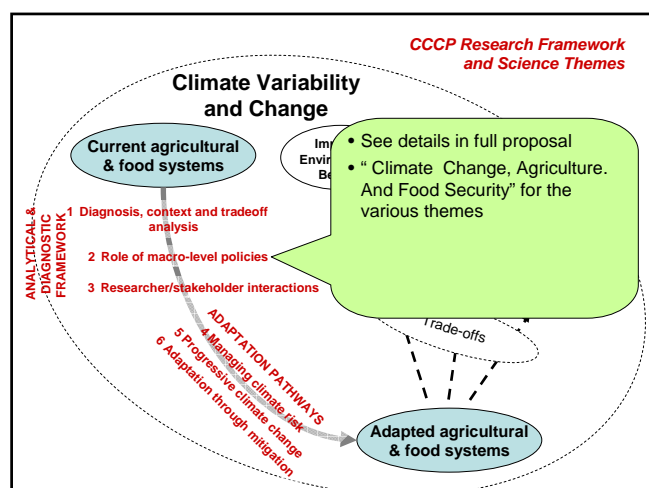 CCCP Research Framework
and Science Themes
Climate Variability
and Change
Current agricultural
& food systems
• See details in full proposal
• “ Climate Change, Agriculture.
And Food Security” for the
various themes
ANALYTICAL &
DIAGNOSTIC
FRAMEWORK
1 Diagnosis, context and tradeoff
analysis
2 Role of macro-level policies
3 Researcher/stakeholder interactions
Trade-offs
ADAPTATION PATHWAYS
4 Managing climate risk
5 Progressive climate change
6 Adaptation through mitigation
Adapted agricultural
& food systems